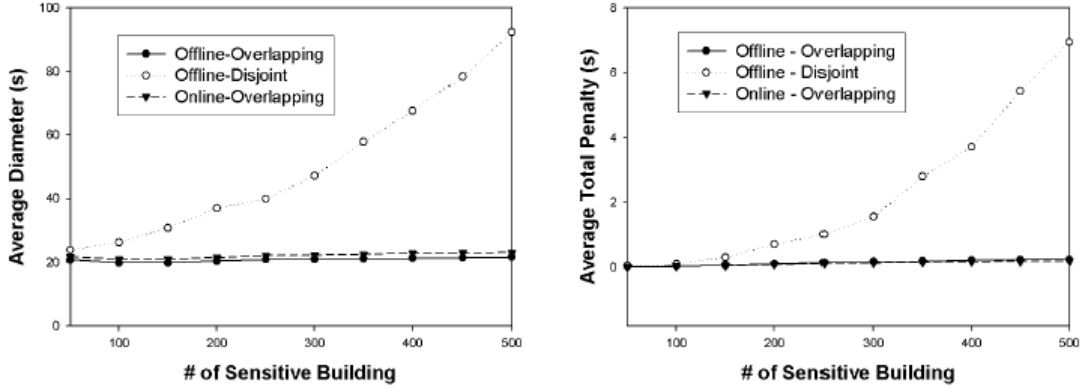 100
80
60
40
20
0
Average Diameter (s)
Offline-Overlapping
Offline-Disjoint
Online-Overlapping
100 200 300 400 500
# of Sensitive Building
8
6
4
2
0
Average Total Penalty (s)
Offline - Overlapping
Offline - Disjoint
Online - Overlapping
100 200 300 400 500
# of Sensitive Building